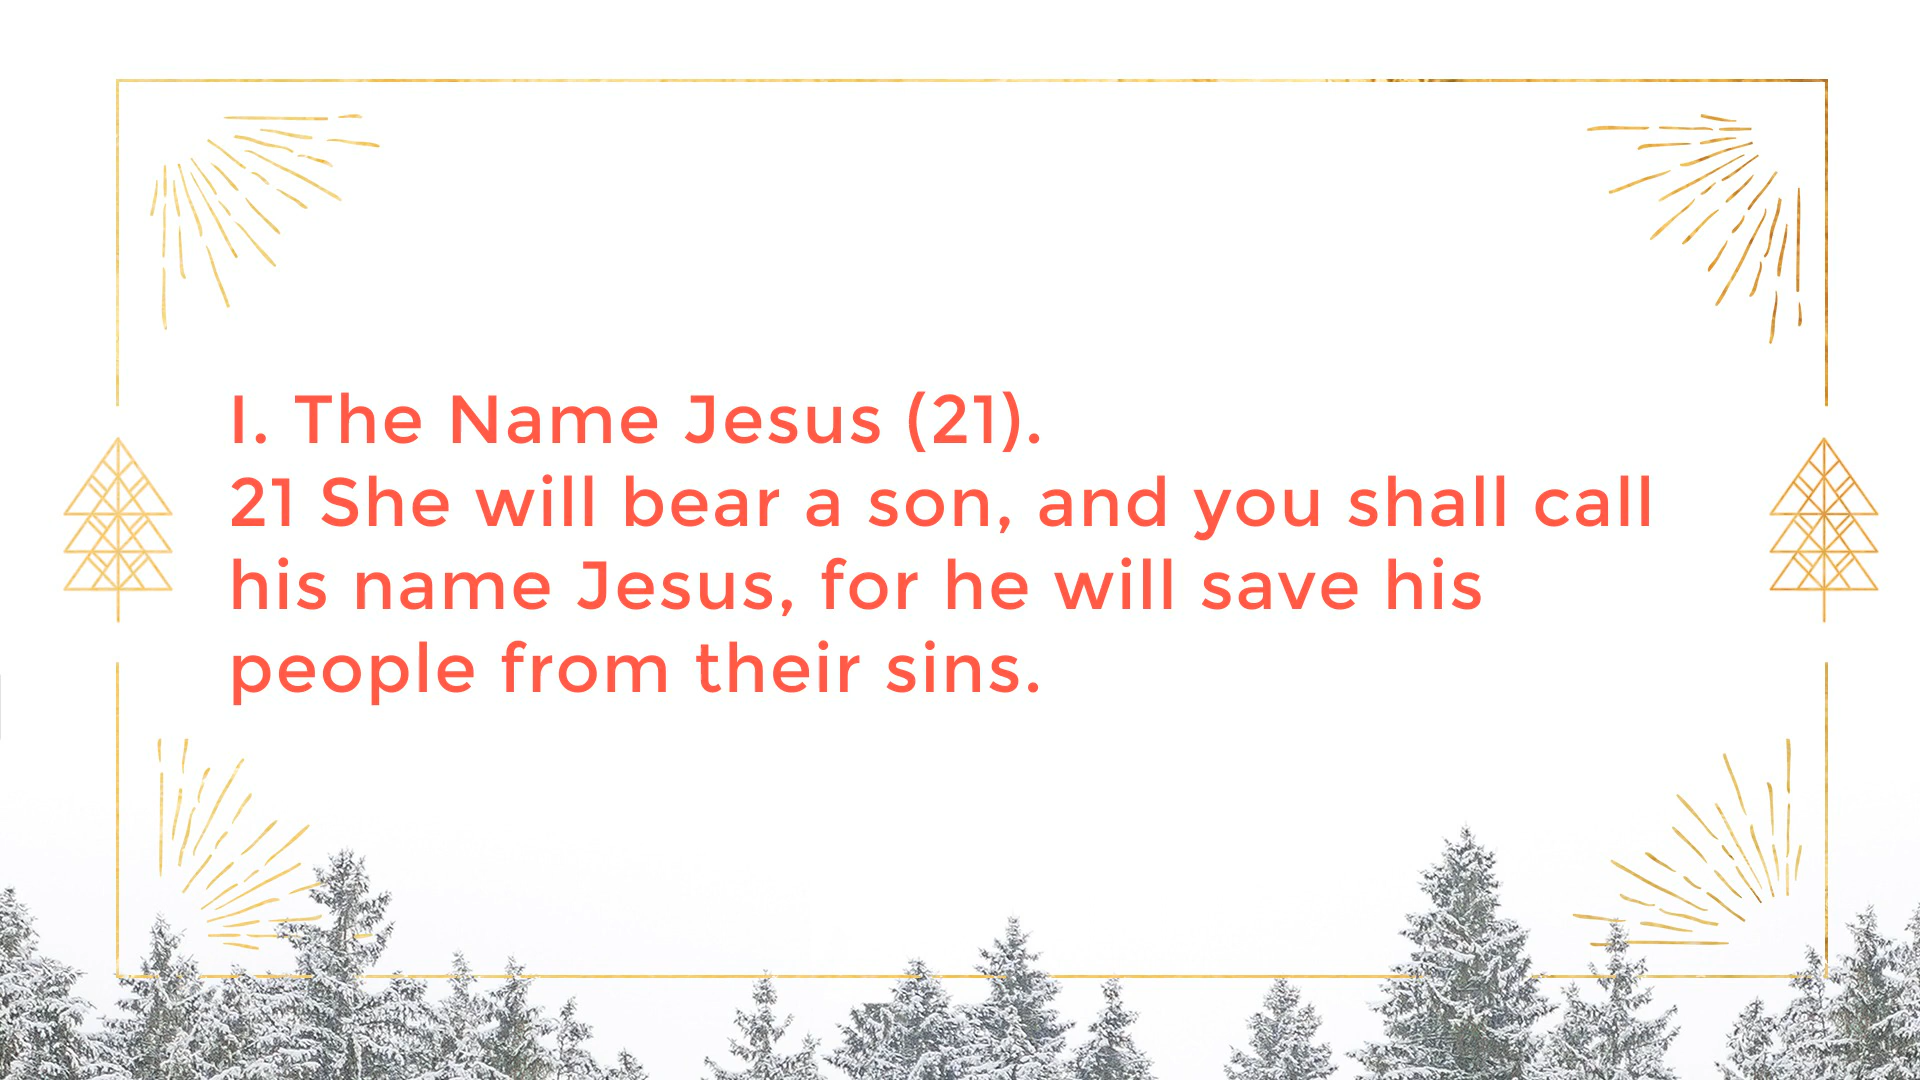 I. The Name Jesus (21).
21 She will bear a son, and you shall call
his name Jesus, for he will save his
people from their sins.